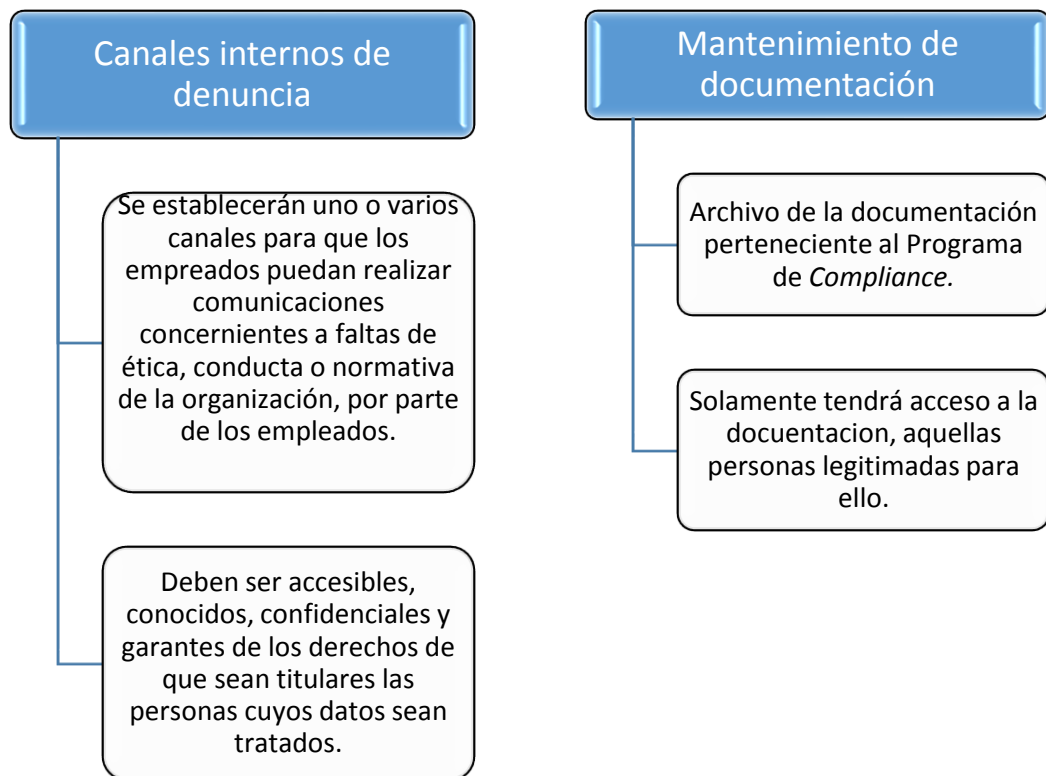 Canales internos de
denuncia
Se establecerán uno o varios
canales para que los
empreados puedan realizar
comunicaciones
concernientes a faltas de
ética, conducta o normativa
de la organización, por parte
de los empleados.
Deben ser accesibles,
conocidos, confidenciales y
garantes de los derechos de
que sean titulares las
personas cuyos datos sean
tratados.
Mantenimiento de
documentación
Archivo de la documentación
perteneciente al Programa
de Compliance.
Solamente tendrá acceso a la
docuentacion, aquellas
personas legitimadas para
ello.